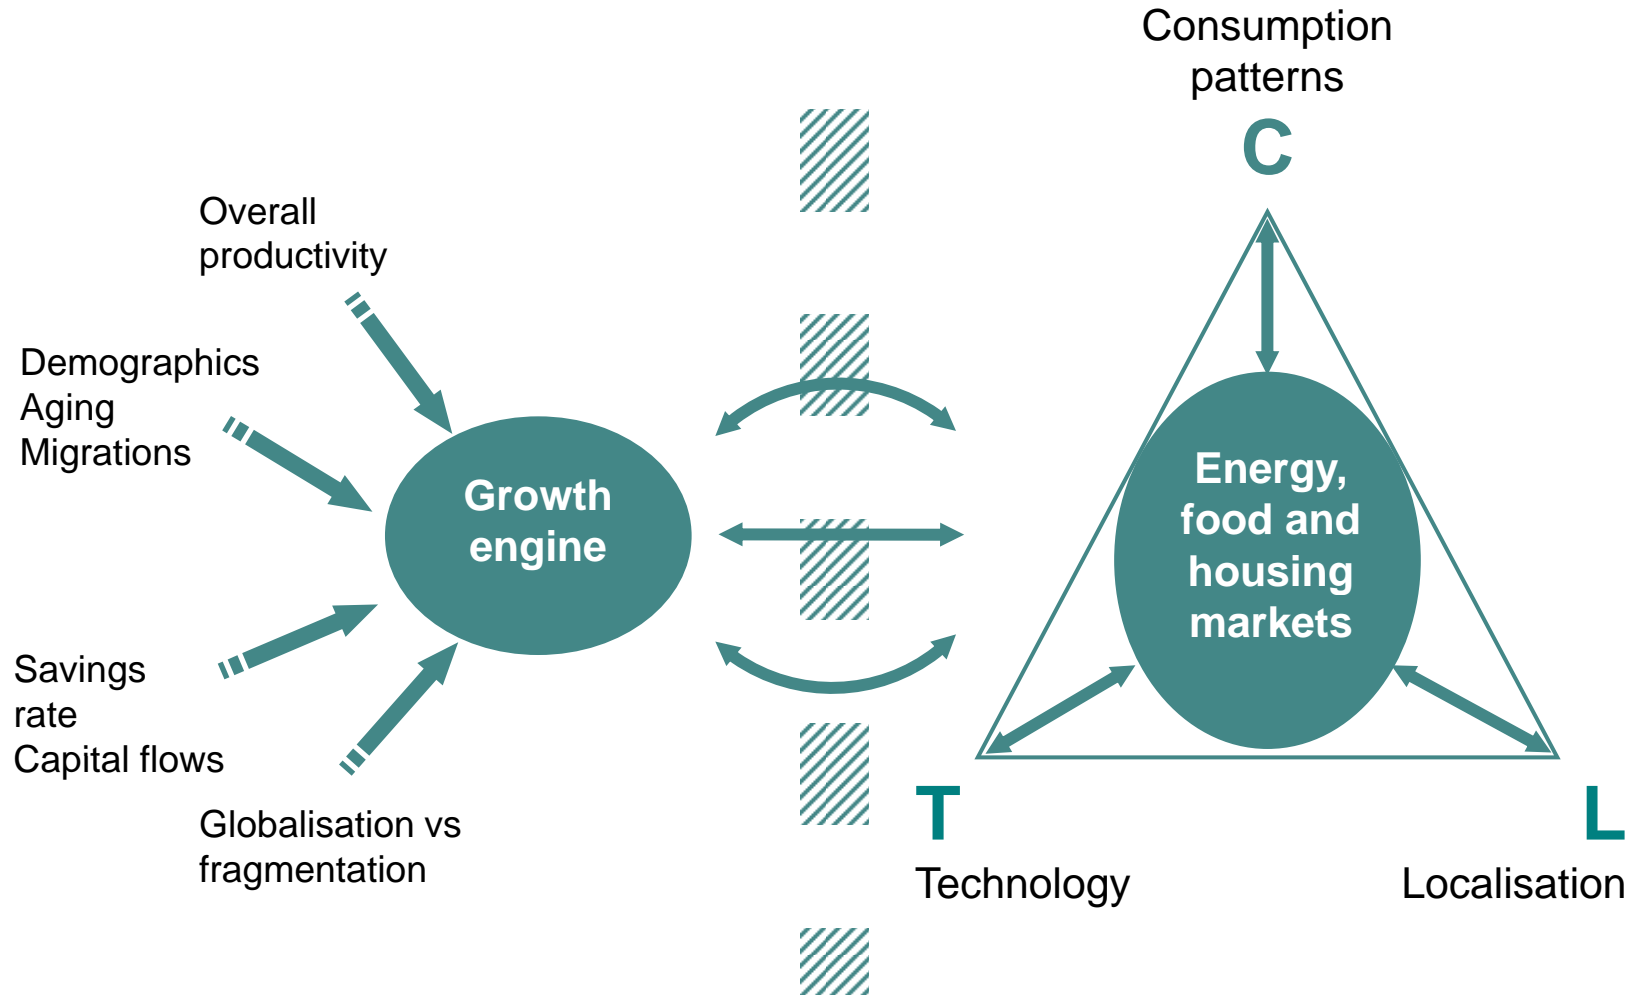 Consumption
patterns
C
Overall
productivity
Demographics
Aging
Migrations
Growth
engine
Energy,
food and
housing
markets
Savings
rate
Capital flows
Globalisation vs
fragmentation
T
Technology
L
Localisation